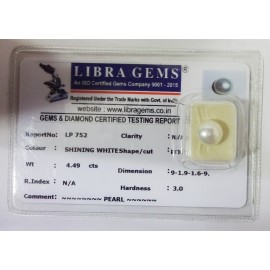 LIBRA GEMS ®
An ISO Certified Gems Company 9001 - 2015
Registered Under the Trade Marks with Govt. of
website : www.libragems.co.in
GEMS & DIAMOND CERTIFIED TESTING REPORT
ReportNo: LP 752 Clarity N/A
Colour : SHINING WHITE Shape/cut :
Wt : 4.49 cts Dimension : 9-1.9-1.6-9.
R.Index : N/A Hardness : 3.0
Comment :~~~~~~~~ PEARL ~~~~~~~